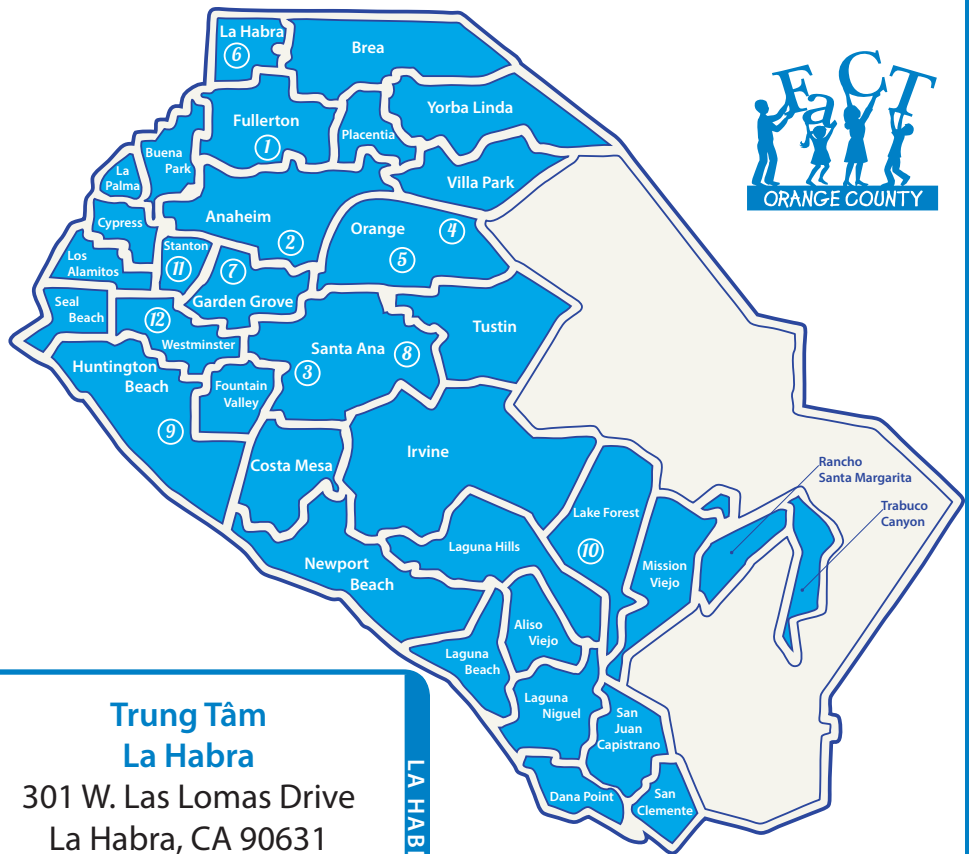 La Habra
6
Brea
FaCT
ORANGE COUNTY
Yorba Linda
Fullerton
1
Placentia
Buena
Park
La
Palma
Villa Park
Anaheim
2
Cypress
Orange
4
5
Stanton
11
Los
Alamitos
7
Garden Grove
Seal
Beach
12
Westminster
Tustin
Santa Ana
8
3
Huntington
Beach
Fountain
Valley
9
Irvine
Costa Mesa
Rancho
Santa Margarita
Trabuco
Canyon
Lake Forest
10
Laguna Hills
Mission
Viejo
Newport
Beach
Aliso
Viejo
Laguna
Beach
Laguna
Niguel
San
Juan
Capistrano
Dana Point
San
Clemente
Trung Tâm
La Habra
301 W. Las Lomas Drive
La Habra, CA 90631